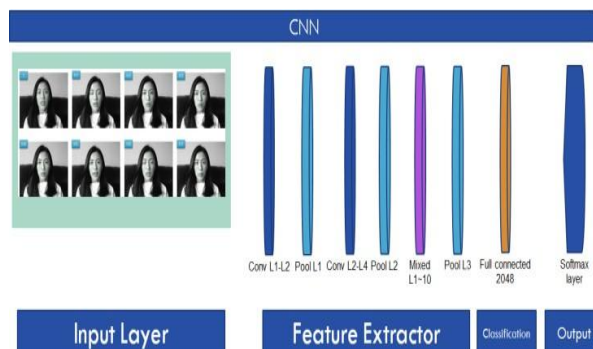 CNN
Conv L1-L2 Pool L1 Conv L2-L4 Pool L2 Mixed L1~10 Pool L3 Full connected 2048 Softmax layer
Input Layer Feature Extractor Classification Output